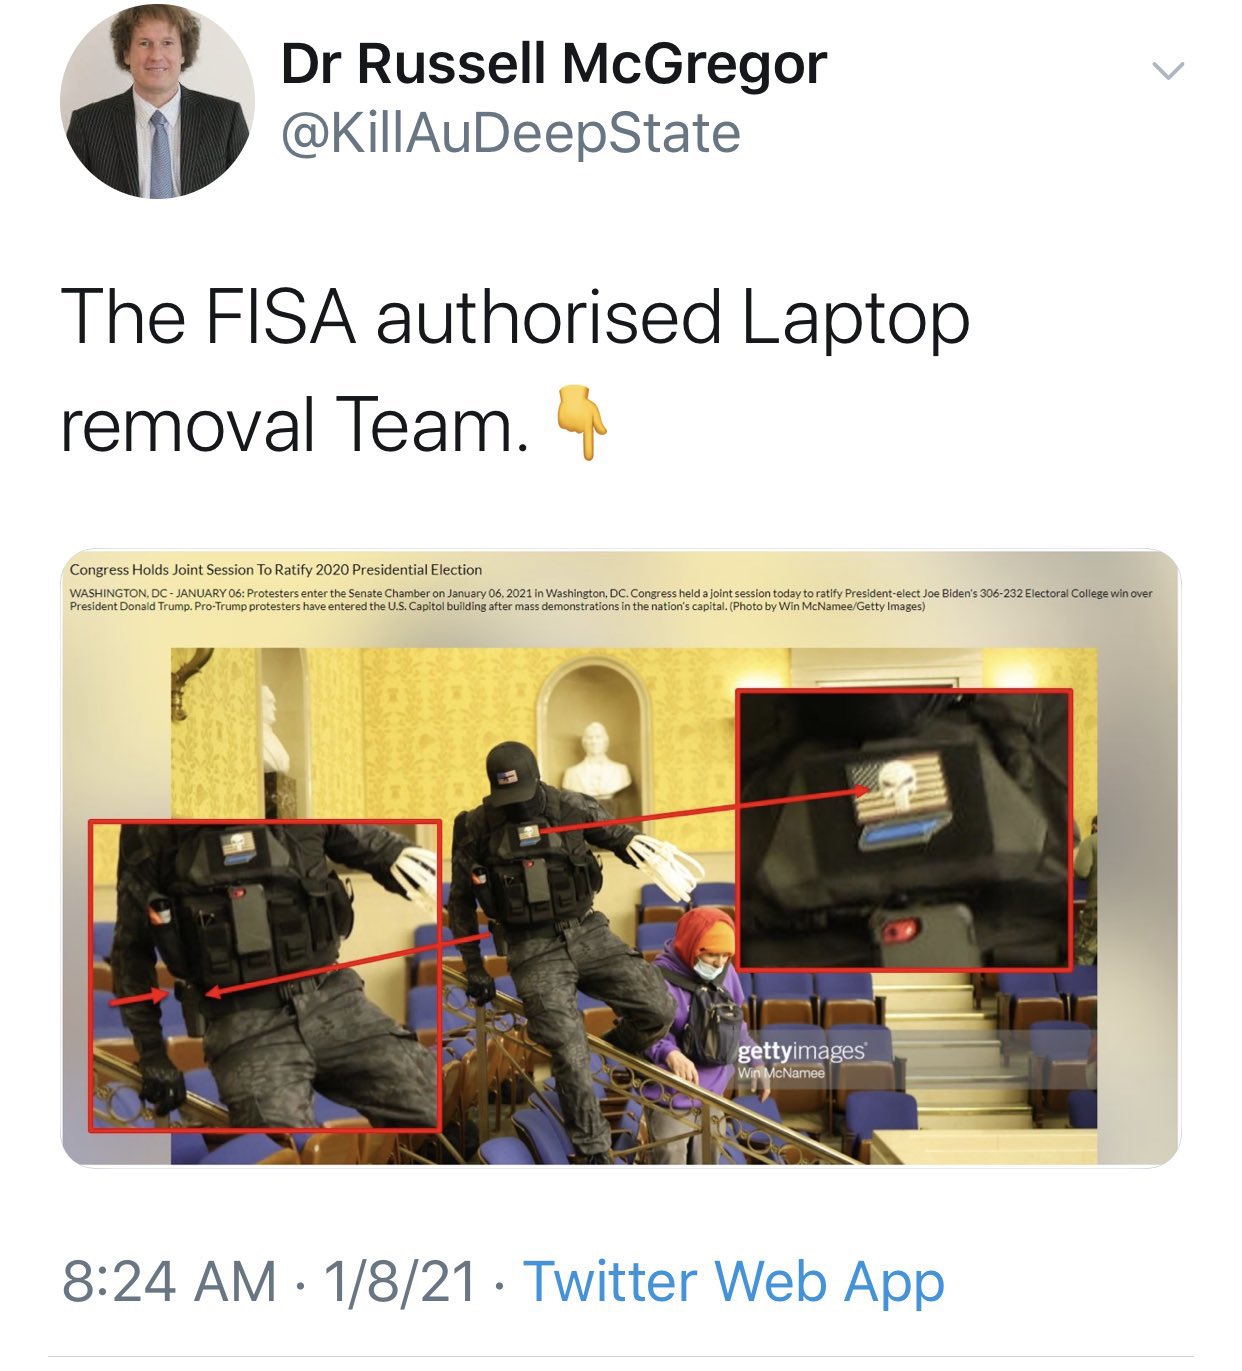 Dr Russell McGregor
@KillAuDeepState
The FISA authorised Laptop
removal Team. 👇
Congress Holds Joint Session To Ratify 2020 Presidential Election
WASHINGTON, DC - JANUARY 06: Protesters enter the Senate Chamber on January 06, 2021 in Washington, DC. Congress held a joint session today to ratify President-elect Joe Biden's 306-232 Electoral College win over
President Donald Trump. Pro-Trump protesters have entered the U.S. Capitol building after mass demonstrations in the nation's capital. (Photo by Win McNamee/Getty Images)
gettyimages®
Win McNamee
8:24 AM · 1/8/21 · Twitter Web App